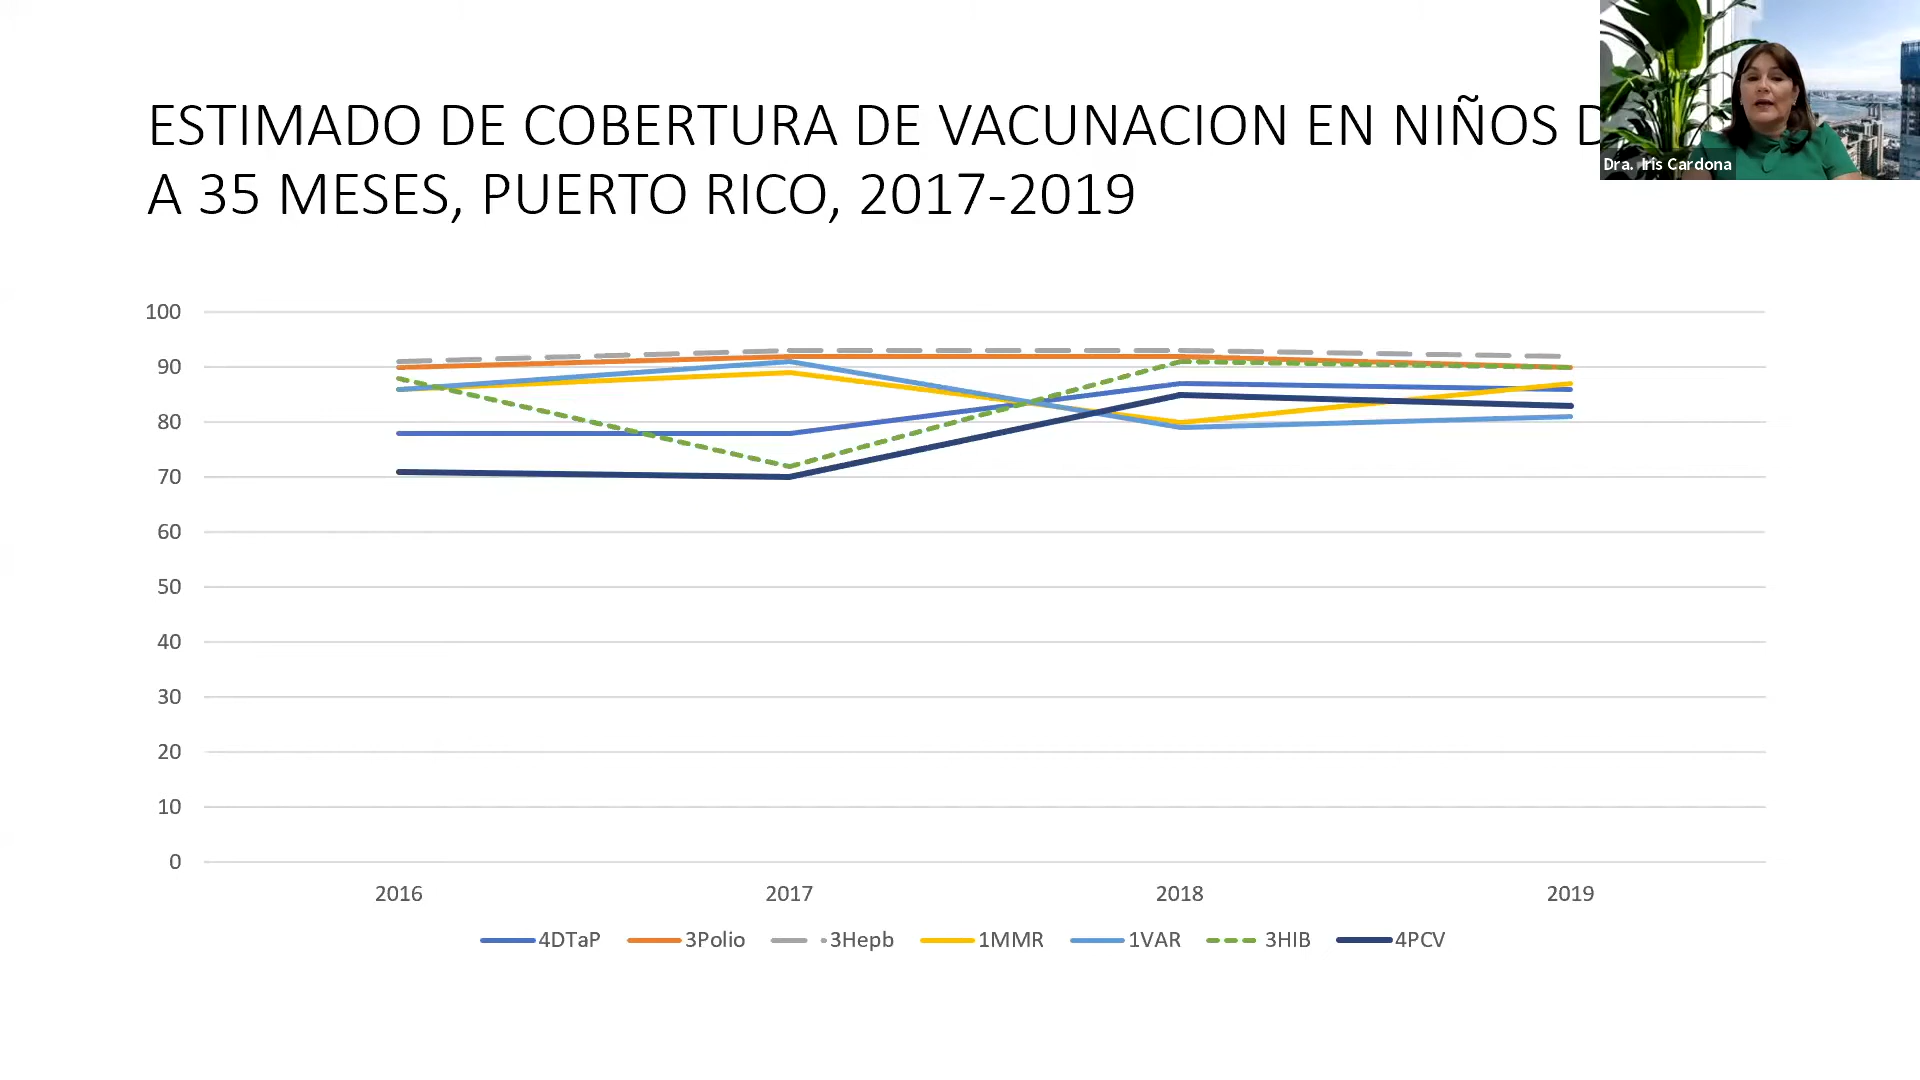 ESTIMADO DE COBERTURA DE VACUNACION EN NIÑOS
A 35 MESES, PUERTO RICO, 2017-2019
Dra. Iris Cardona
100
90
80
70
60
50
40
30
20
10
0
2016 2017 2018 2019
4DTaP 3Polio 3Hepb 1MMR 1VAR 3HIB 4PCV